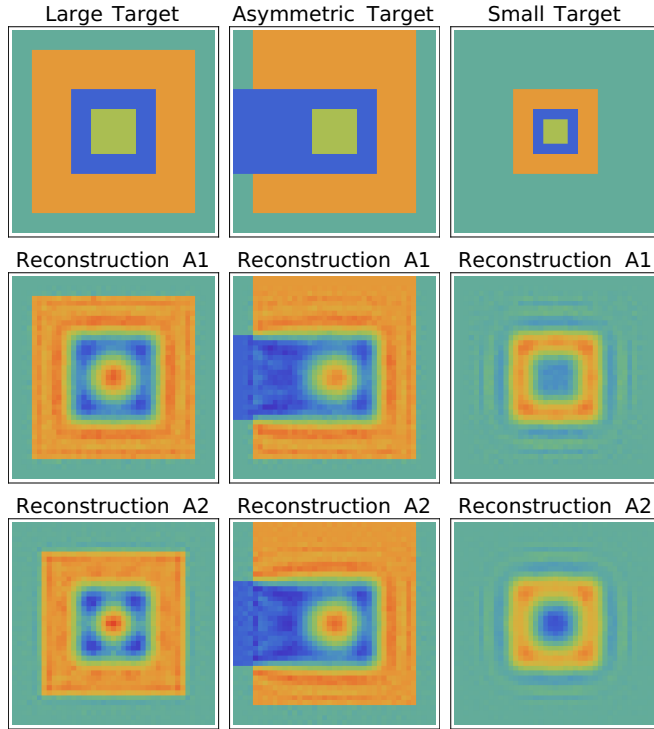 Large Target
Asymmetric Target
Small Target
Reconstruction A1
Reconstruction A1
Reconstruction A1
Reconstruction A2
Reconstruction A2
Reconstruction A2